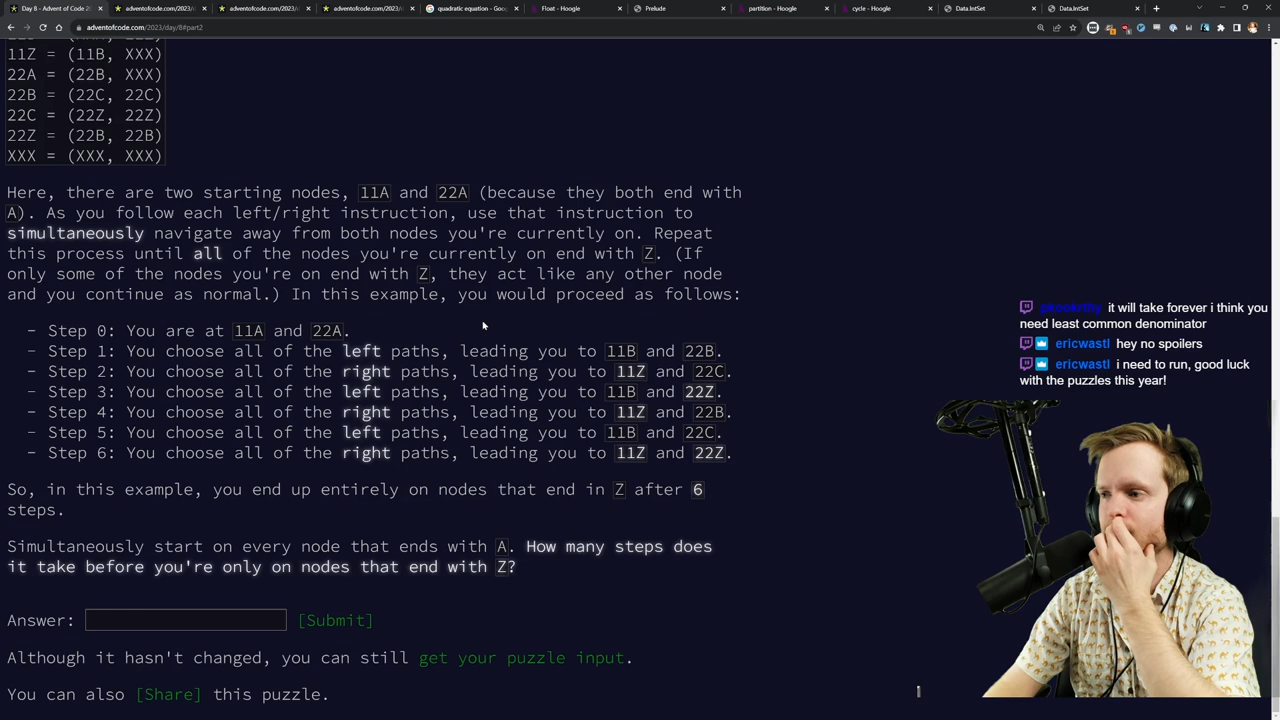 Day 8 - Advent of Code 20
adventofcode.com/2023/day/
adventofcode.com/2023/day/
adventofcode.com/2023/day/
quadratic equation - Goo
Float - Hoogle
Prelude
partition - Hoogle
cycle - Hoogle
Data.IntSet
Data.IntSet
adventofcode.com/2023/day/8#part2
11Z = (11B, XXX)
22A = (22B, XXX)
22B = (22C, 22C)
22C = (22Z, 22Z)
22Z = (22B, 22B)
XXX = (XXX, XXX)
Here, there are two starting nodes, 11A and 22A (because they both end with
A). As you follow each left/right instruction, use that instruction to
simultaneously navigate away from both nodes you're currently on. Repeat
this process until all of the nodes you're currently on end with Z. (If
only some of the nodes you're on end with Z, they act like any other node
and you continue as normal.) In this example, you would proceed as follows:
- Step 0: You are at 11A and 22A.
- Step 1: You choose all of the left paths, leading you to 11B and 22B.
- Step 2: You choose all of the right paths, leading you to 11Z and 22C.
- Step 3: You choose all of the left paths, leading you to 11B and 22Z.
- Step 4: You choose all of the right paths, leading you to 11Z and 22B.
- Step 5: You choose all of the left paths, leading you to 11B and 22C.
- Step 6: You choose all of the right paths, leading you to 11Z and 22Z.
So, in this example, you end up entirely on nodes that end in Z after 6
steps.
Simultaneously start on every node that ends with A. How many steps does
it take before you're only on nodes that end with Z?
Answer: [Submit]
Although it hasn't changed, you can still get your puzzle input.
You can also [Share] this puzzle.
it will take forever i think you
need least common denominator
ericwastl hey no spoilers
ericwastl i need to run, good luck
with the puzzles this year!